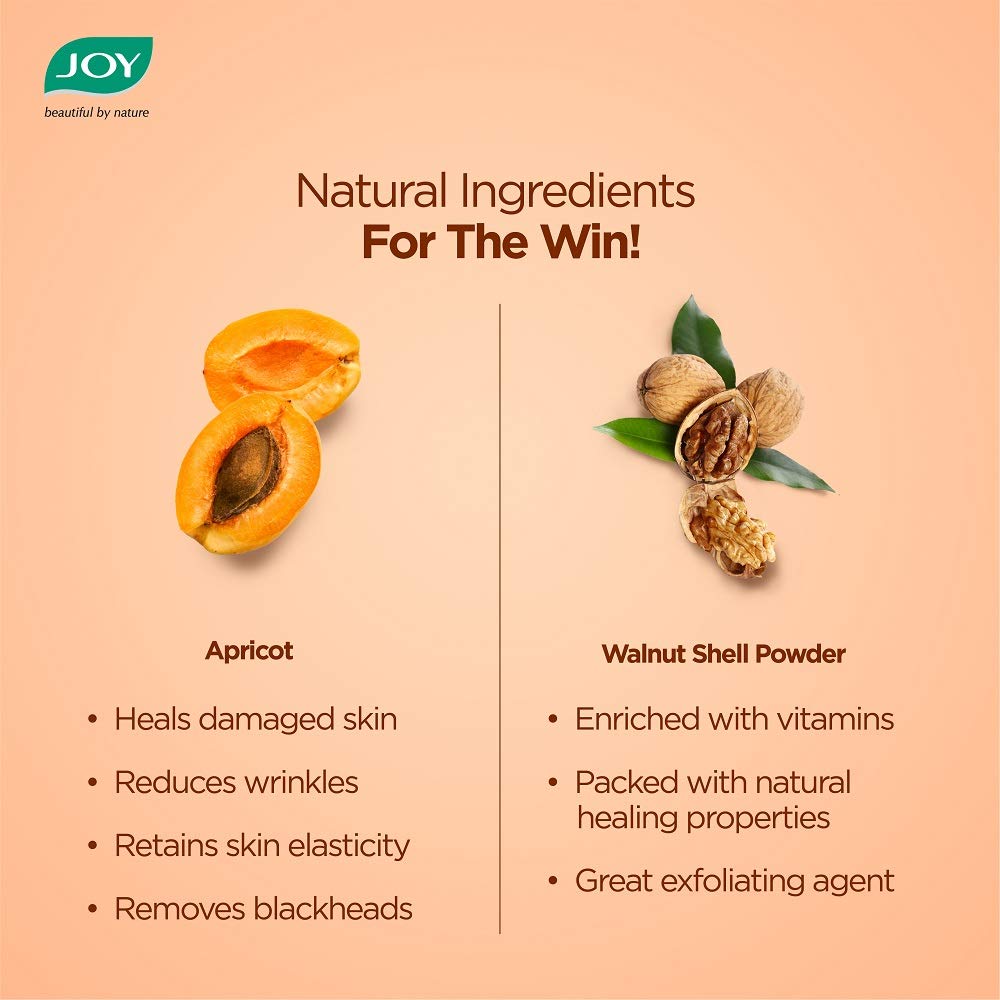 JOY
beautiful by nature
Natural Ingredients
For The Win!
Apricot
• Heals damaged skin
• Reduces wrinkles
• Retains skin elasticity
• Removes blackheads
Walnut Shell Powder
• Enriched with vitamins
• Packed with natural
healing properties
• Great exfoliating agent